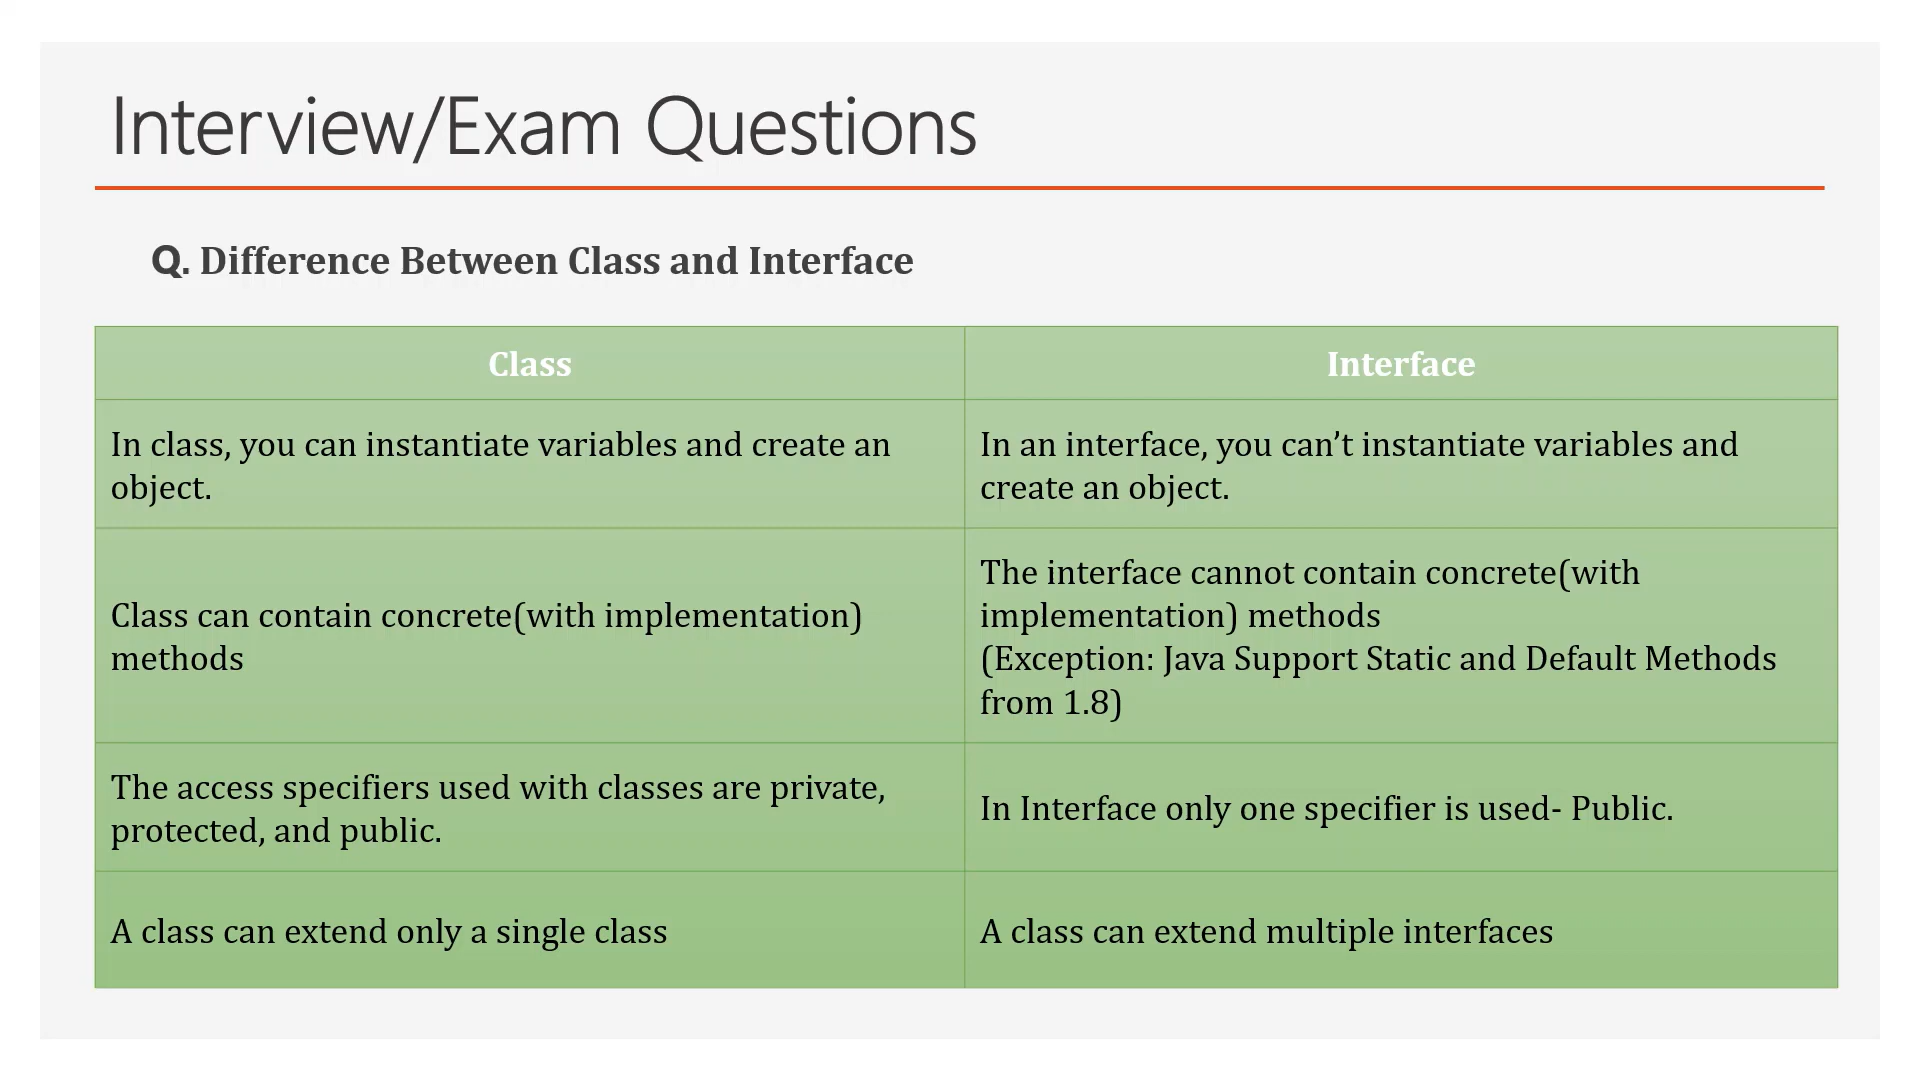 Interview/Exam Questions
Q. Difference Between Class and Interface
Class
Interface
In class, you can instantiate variables and create an
object.
In an interface, you can’t instantiate variables and
create an object.
Class can contain concrete(with implementation)
methods
The interface cannot contain concrete(with
implementation) methods
(Exception: Java Support Static and Default Methods
from 1.8)
The access specifiers used with classes are private,
protected, and public.
In Interface only one specifier is used- Public.
A class can extend only a single class
A class can extend multiple interfaces